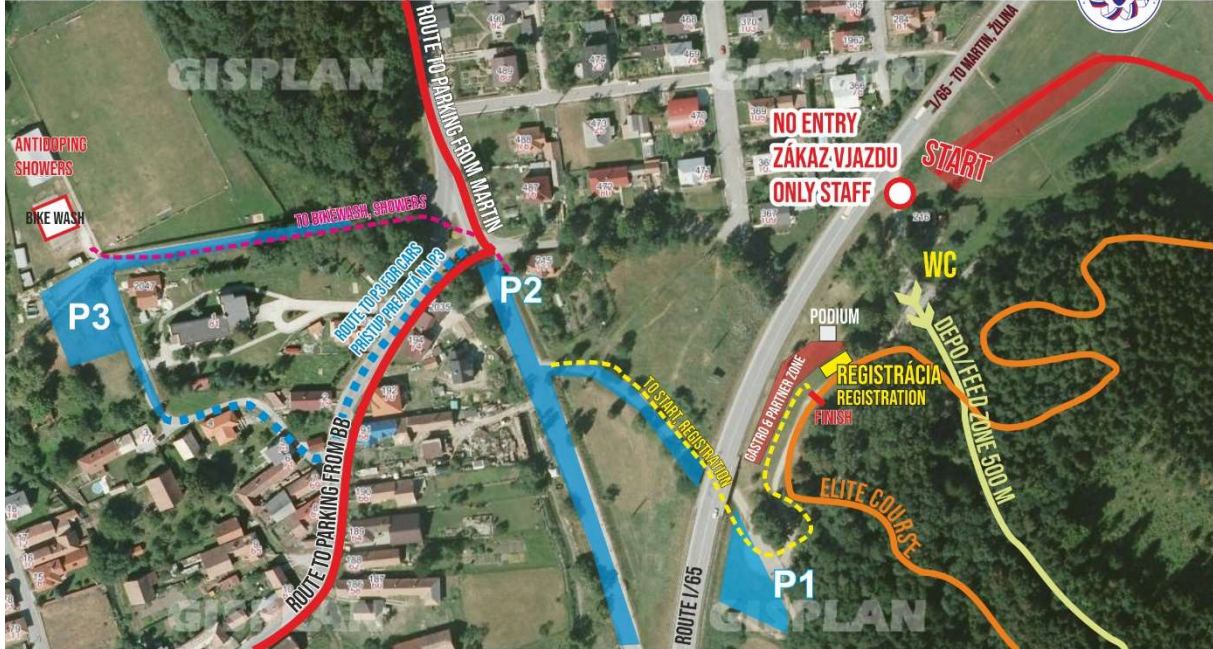 GISPLAN
GISPLAN
ROUTE TO PARKING FROM MARTIN
I/65 - TO MARTIN, ŽILINA
ANTIDOPING
SHOWERS
BIKE WASH
NO ENTRY
ZÁKAZ VJAZDU
ONLY STAFF
START
TO BIKEWASH, SHOWERS
WC
P3
ROUTE TO P3 FOR CARS
PRÍSTUP PRE AUTÁ NA P3
P2
PODIUM
DEPO/FEED ZONE 500 M
REGISTRÁCIA
REGISTRATION
GASTRO & PARTNER ZONE
FINISH
TO START, REGISTRATION
ELITE COURSE
ROUTE TO PARKING FROM BB
P1
ROUTE I/65
GISPLAN
GISPLAN